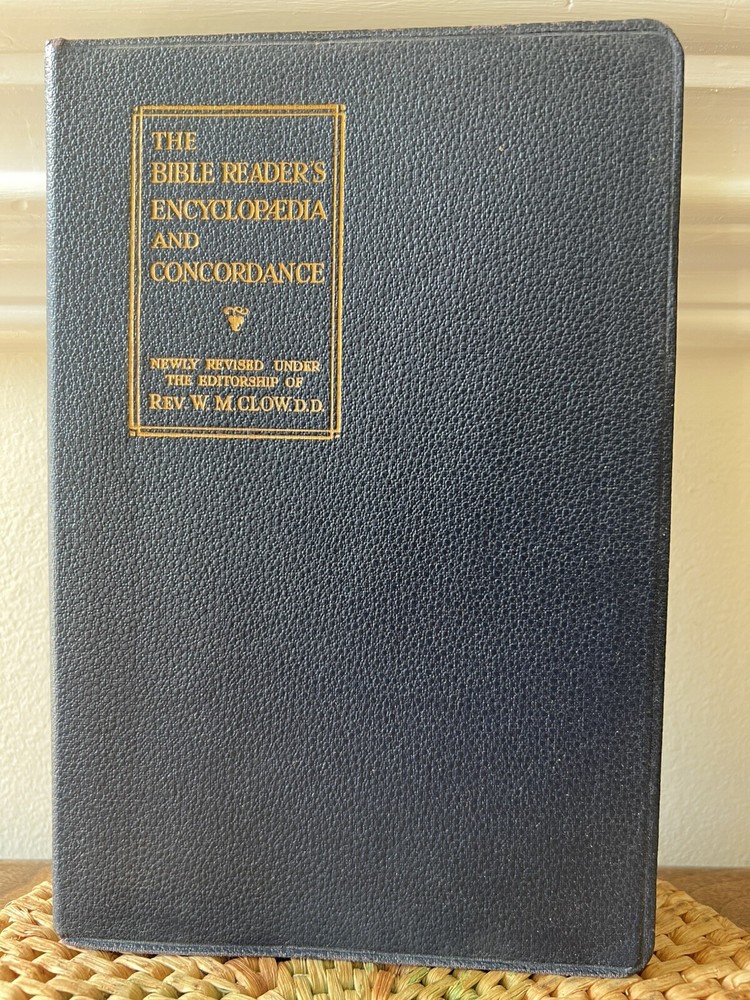 THE
BIBLE READER'S
ENCYCLOPÆDIA
AND
CONCORDANCE
NEWLY REVISED UNDER
THE EDITORSHIP OF
REV. W. M. CLOW. D. D.